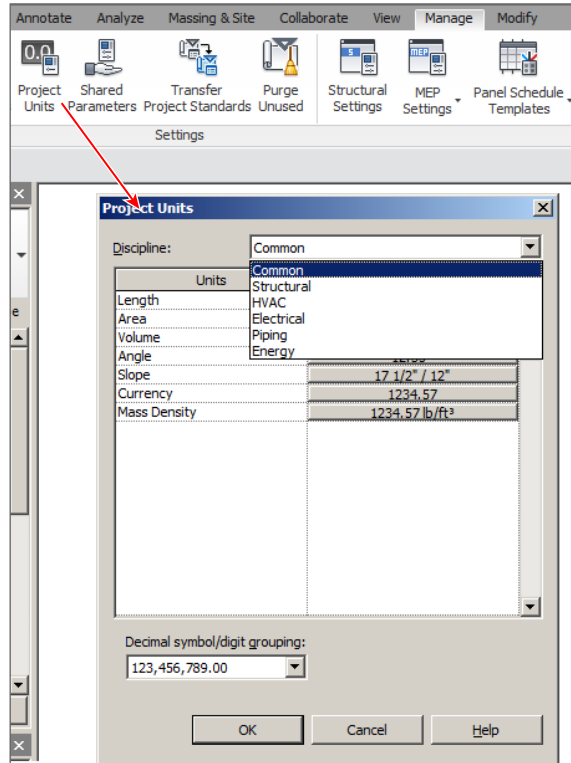 Annotate Analyze Massing & Site Collaborate View Manage Modify
0.0
Project Units
Shared Parameters
Transfer Project Standards
Purge Unused
Structural Settings
MEP Settings
Panel Schedule Templates
Settings
Project Units
Discipline:
Common
Common
Structural
HVAC
Electrical
Piping
Energy
Units
Length
Area
Volume
Angle
Slope 17 1/2" / 12"
Currency 1234.57
Mass Density 1234.57 lb/ft³
Decimal symbol/digit grouping:
123,456,789.00
OK Cancel Help